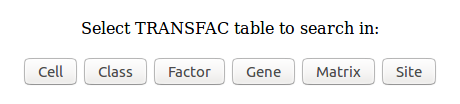 Select TRANSFAC table to search in:
Cell Class Factor Gene Matrix Site